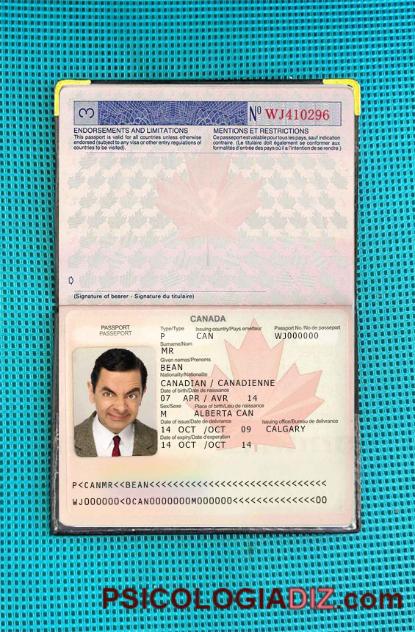 3
Nº WJ410296
ENDORSEMENTS AND LIMITATIONS
This passport is valid for all countries unless otherwise
endorsed (subject to any visa or other entry regulations of
countries to be visited).
MENTIONS ET RESTRICTIONS
Ce passeport est valable pour tous les pays, sauf indication
contraire. (Le titulaire doit également se conformer aux
formalités d'entrée des pays où il a l'intention de se rendre.)
(Signature of bearer - Signature du titulaire)
CANADA
PASSPORT
PASSEPORT
Type/Type Issuing country/Pays émetteur Passport No./No de passeport
P CAN WJ000000
Surname/Nom
MR
Given names/Prénoms
BEAN
Nationality/Nationalité
CANADIAN / CANADIENNE
Date of birth/Date de naissance
07 APR / AVR 14
Sex/Sexe Place of birth/Lieu de naissance
M ALBERTA CAN
Date of issue/Date de délivrance Issuing office/Bureau de délivrance
14 OCT /OCT 09 CALGARY
Date of expiry/Date d'expiration
14 OCT /OCT 14
P<CANMR<<BEAN<<<<<<<<<<<<<<<<<<<<<<<<<<<<<<<
WJ000000<0CAN0000000M000000<<<<<<<<<<<<<<00
PSICOLOGIADIZ.com